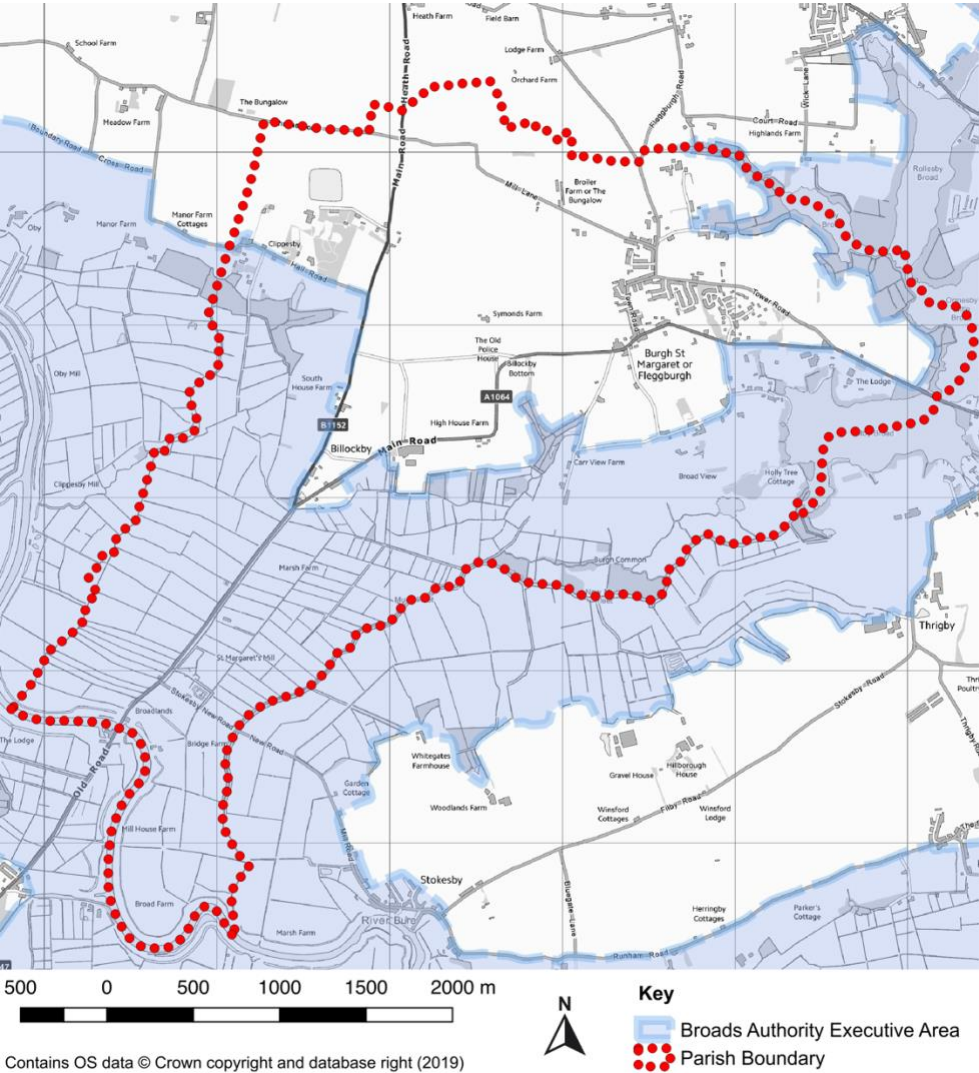 Heath Farm
Field Barn
School Farm
Lodge Farm
Orchard Farm
Heath Road
Wick Lane
The Bungalow
Meadow Farm
Fleggburgh Road
Court Road
Highlands Farm
Boundary Road
Cross Road
Main Road
Rollesby
Broad
Mill Lane
Broiler
Farm or The
Bungalow
Manor Farm
Cottages
Oby
Manor Farm
Clippesby
Hall Road
Tower Road
Symonds Farm
The Old
Police
House
Billockby
Bottom
Burgh St
Margaret or
Fleggburgh
Oby Mill
South
House Farm
The Lodge
A1064
B1152
High House Farm
Billockby
Main Road
Carr View Farm
Broad View
Holly Tree
Cottage
Clippesby Mill
Marsh Farm
Burgh Common
Thrigby
St Margaret's Mill
Stokesby New Road
Stokesby Road
Broadlands
The Lodge
Bridge Farm
New Road
Old Road
Whitegates
Farmhouse
Gravel House
Hillborough
House
Garden
Cottage
Woodlands Farm
Winsford
Cottages
Filby Road
Winsford
Lodge
Mill House Farm
Mill Road
Stokesby
Bluegate Lane
Broad Farm
River Bure
Marsh Farm
Herringby
Cottages
Parker's
Cottage
Runham Road
47
500 0 500 1000 1500 2000 m
N
Key
Broads Authority Executive Area
Parish Boundary
Contains OS data © Crown copyright and database right (2019)